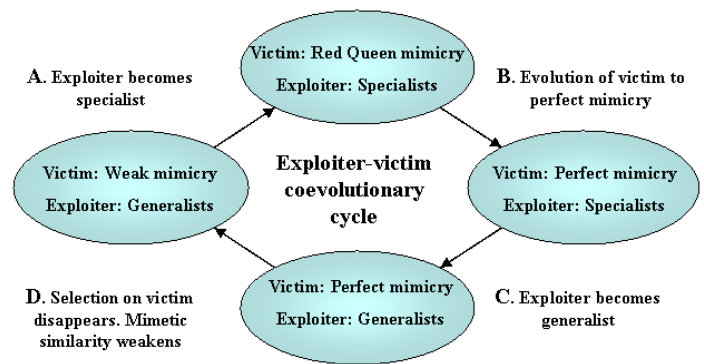 Victim: Red Queen mimicry
Exploiter: Specialists
A. Exploiter becomes
specialist
B. Evolution of victim to
perfect mimicry
Victim: Weak mimicry
Exploiter: Generalists
Exploiter-victim
coevolutionary
cycle
Victim: Perfect mimicry
Exploiter: Specialists
Victim: Perfect mimicry
Exploiter: Generalists
D. Selection on victim
disappears. Mimetic
similarity weakens
C. Exploiter becomes
generalist